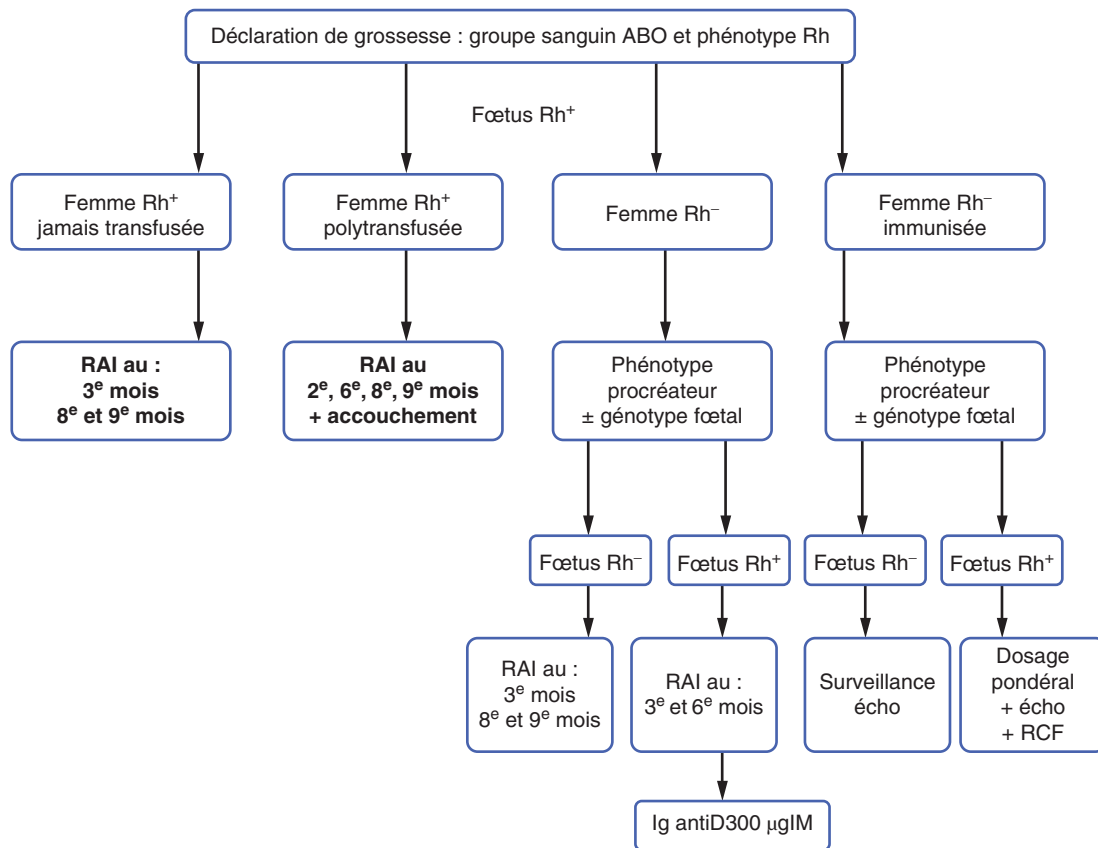 Déclaration de grossesse : groupe sanguin ABO et phénotype Rh
Fœtus Rh⁺
Femme Rh⁺
jamais transfusée
Femme Rh⁺
polytransfusée
Femme Rh⁻
Femme Rh⁻
immunisée
RAI au :
3ᵉ mois
8ᵉ et 9ᵉ mois
RAI au
2ᵉ, 6ᵉ, 8ᵉ, 9ᵉ mois
+ accouchement
Phénotype
procréateur
± génotype fœtal
Phénotype
procréateur
± génotype fœtal
Fœtus Rh⁻
Fœtus Rh⁺
Fœtus Rh⁻
Fœtus Rh⁺
RAI au :
3ᵉ mois
8ᵉ et 9ᵉ mois
RAI au :
3ᵉ et 6ᵉ mois
Surveillance
écho
Dosage
pondéral
+ écho
+ RCF
Ig antiD300 µgIM